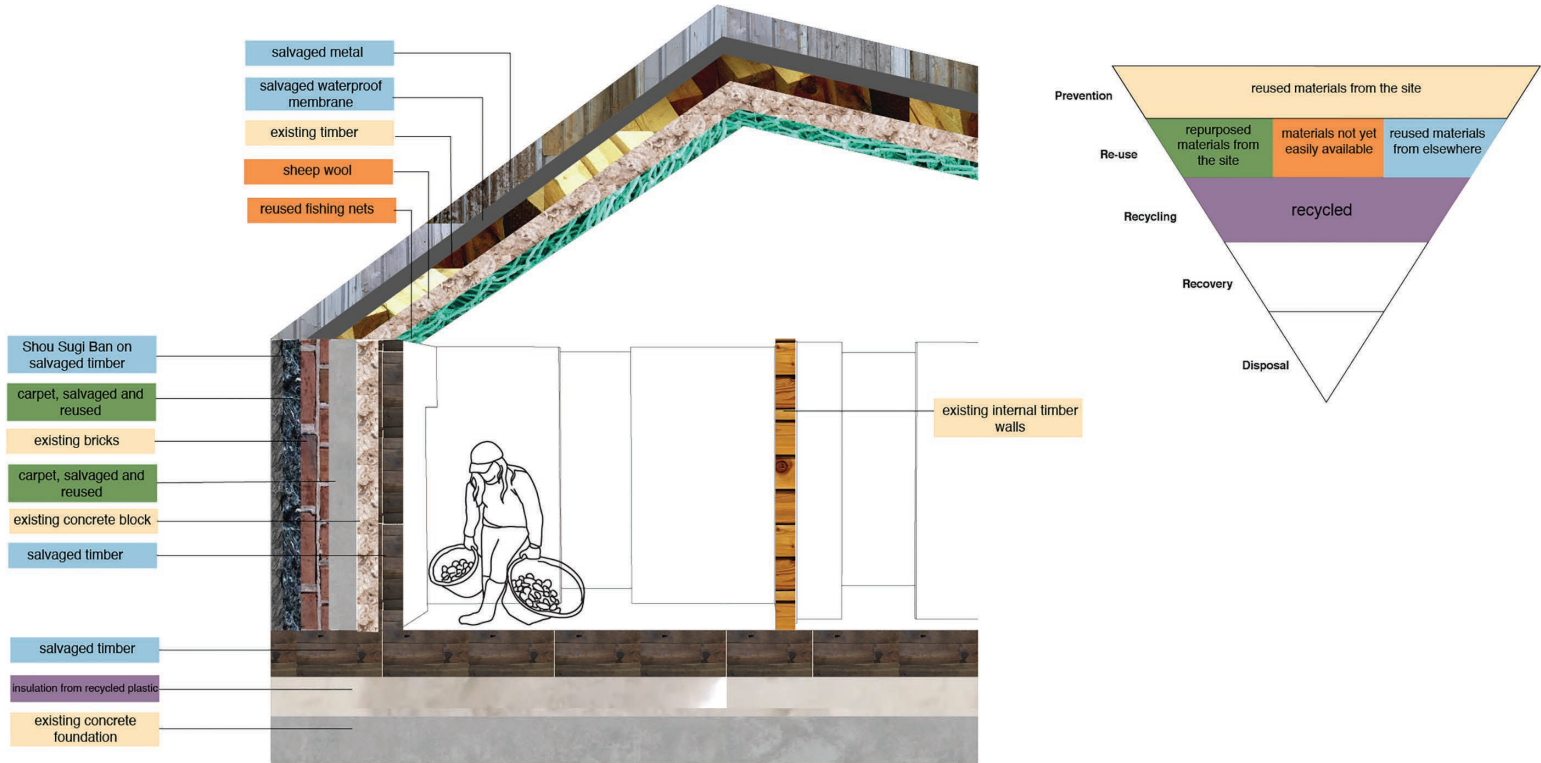 salvaged metal
salvaged waterproof
membrane
existing timber
sheep wool
reused fishing nets
Shou Sugi Ban on
salvaged timber
carpet, salvaged and
reused
existing bricks
carpet, salvaged and
reused
existing concrete block
salvaged timber
salvaged timber
insulation from recycled plastic
existing concrete
foundation
existing internal timber
walls
Prevention
reused materials from the site
Re-use
repurposed
materials from
the site
materials not yet
easily available
reused materials
from elsewhere
Recycling
recycled
Recovery
Disposal